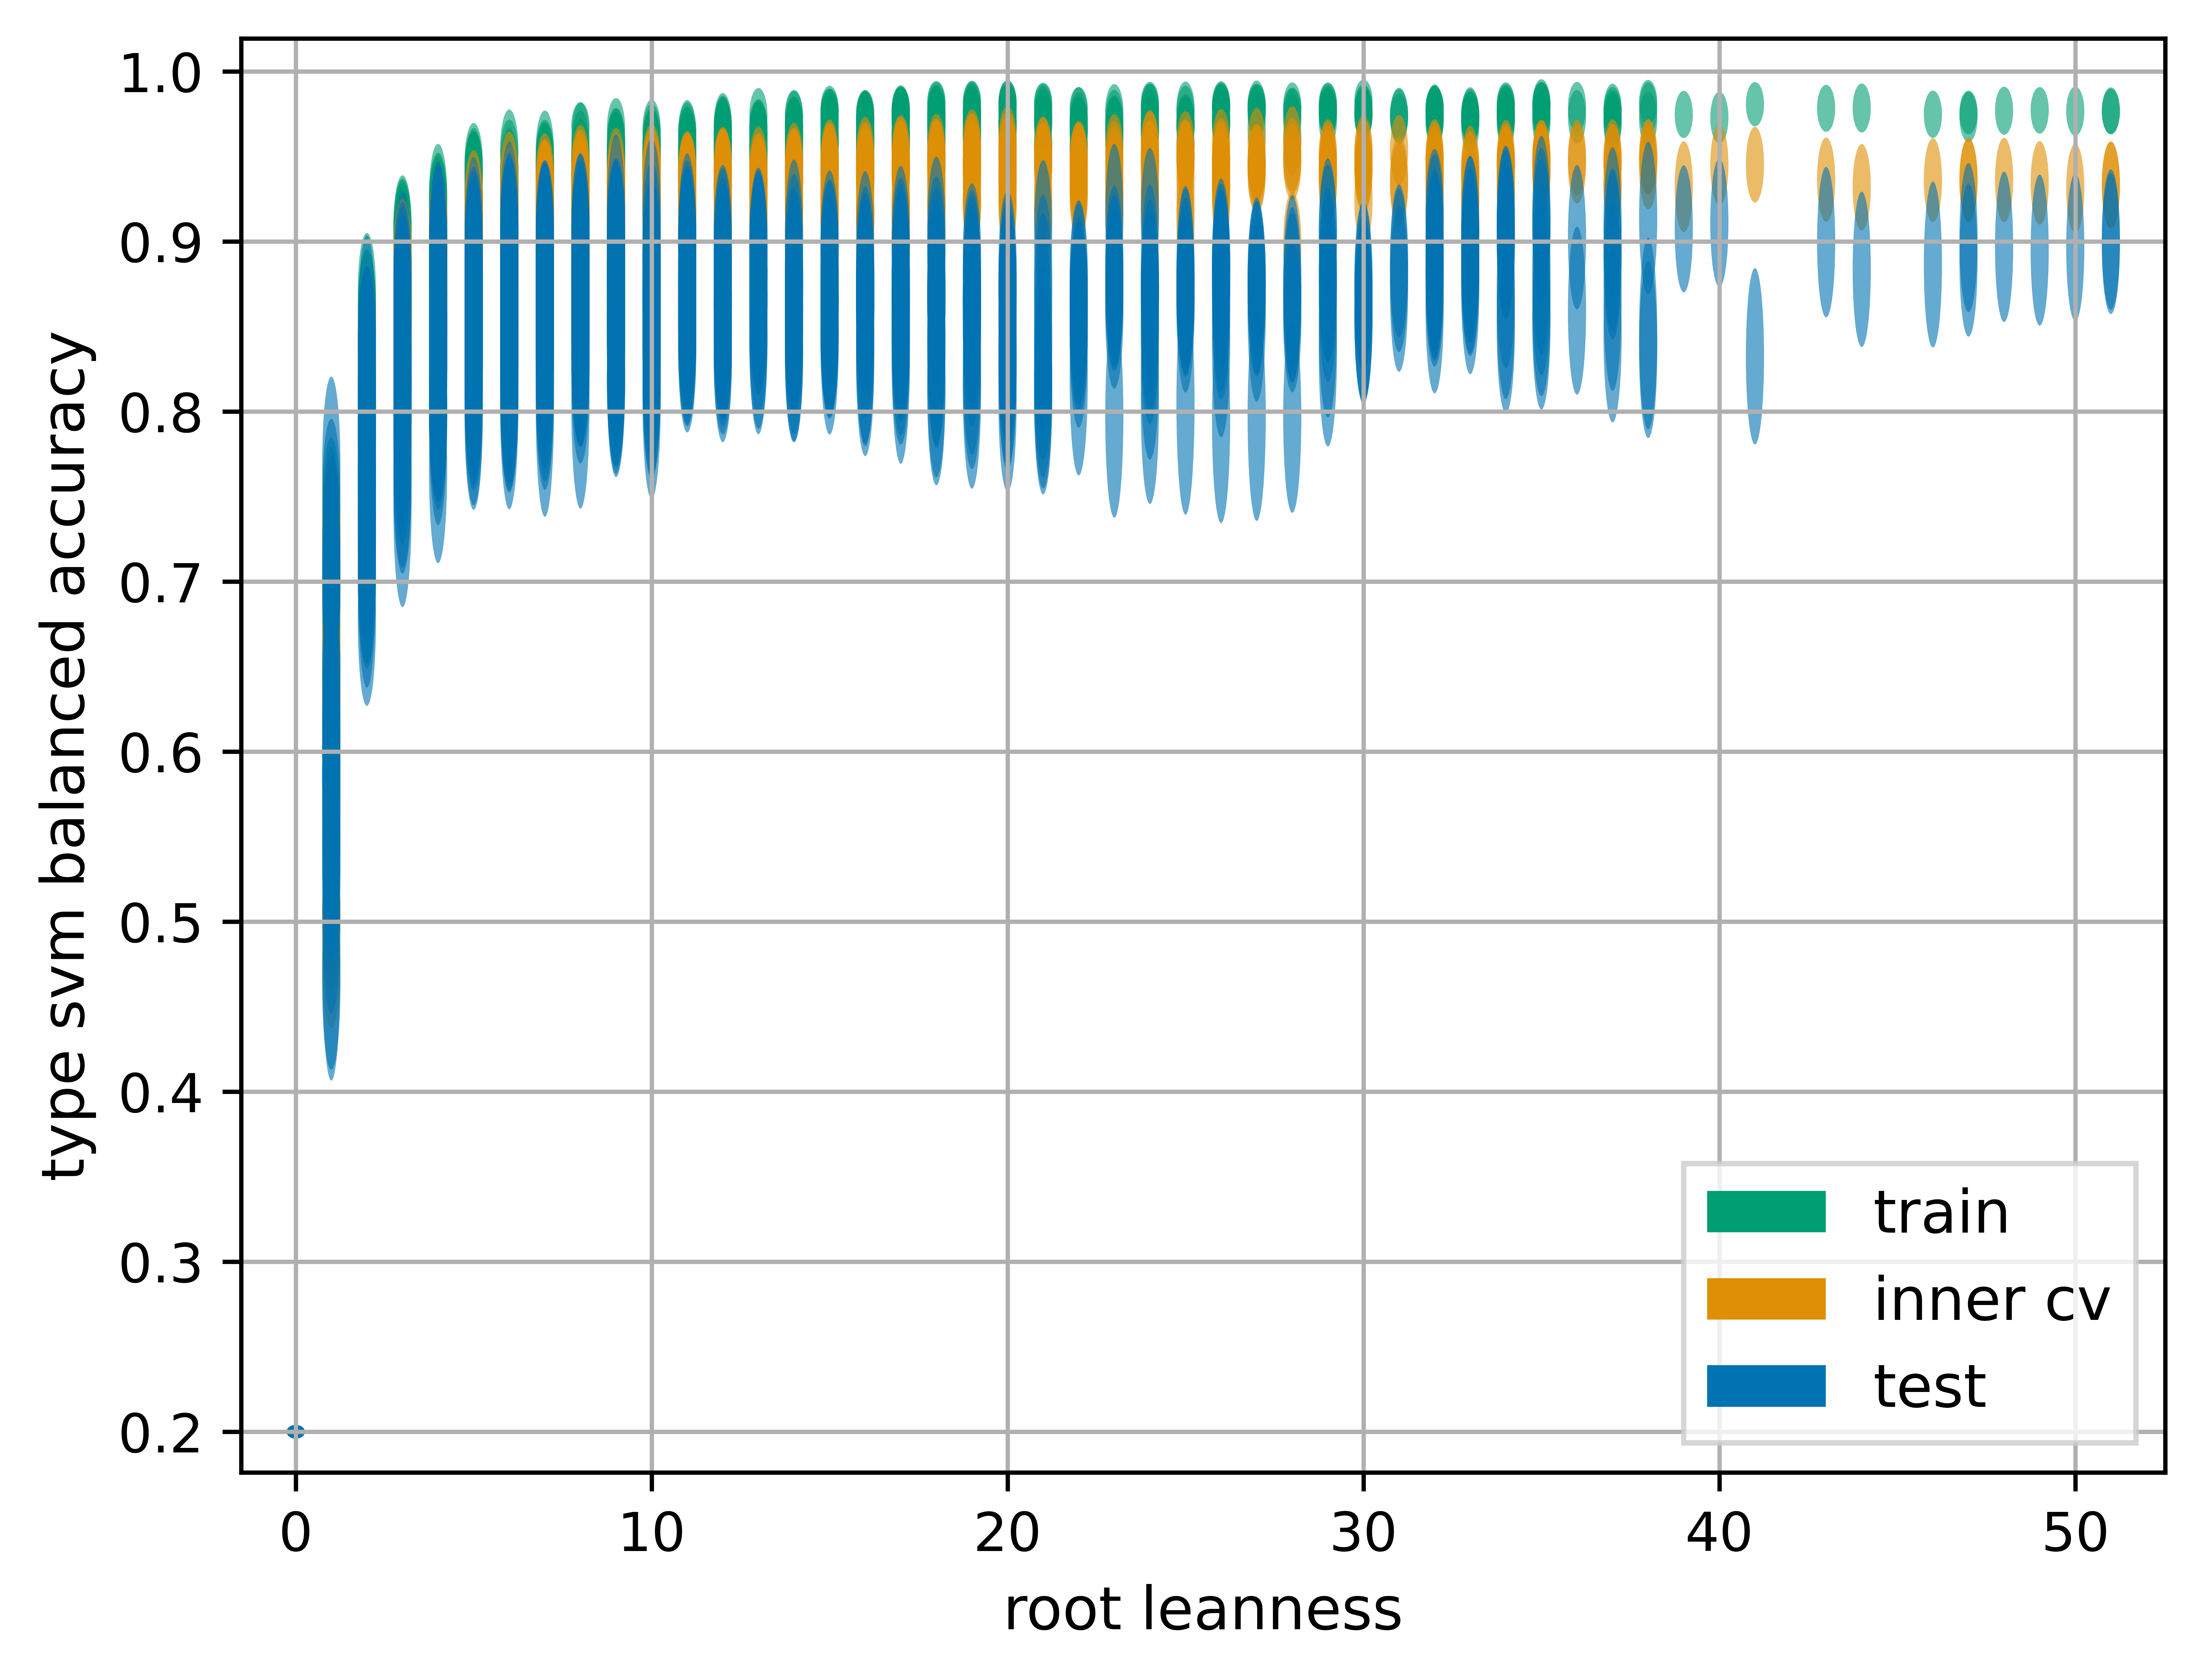 1.0
0.9
0.8
0.7
0.6
0.5
0.4
0.3
0.2
type svm balanced accuracy
train
inner cv
test
0 10 20 30 40 50
root leanness